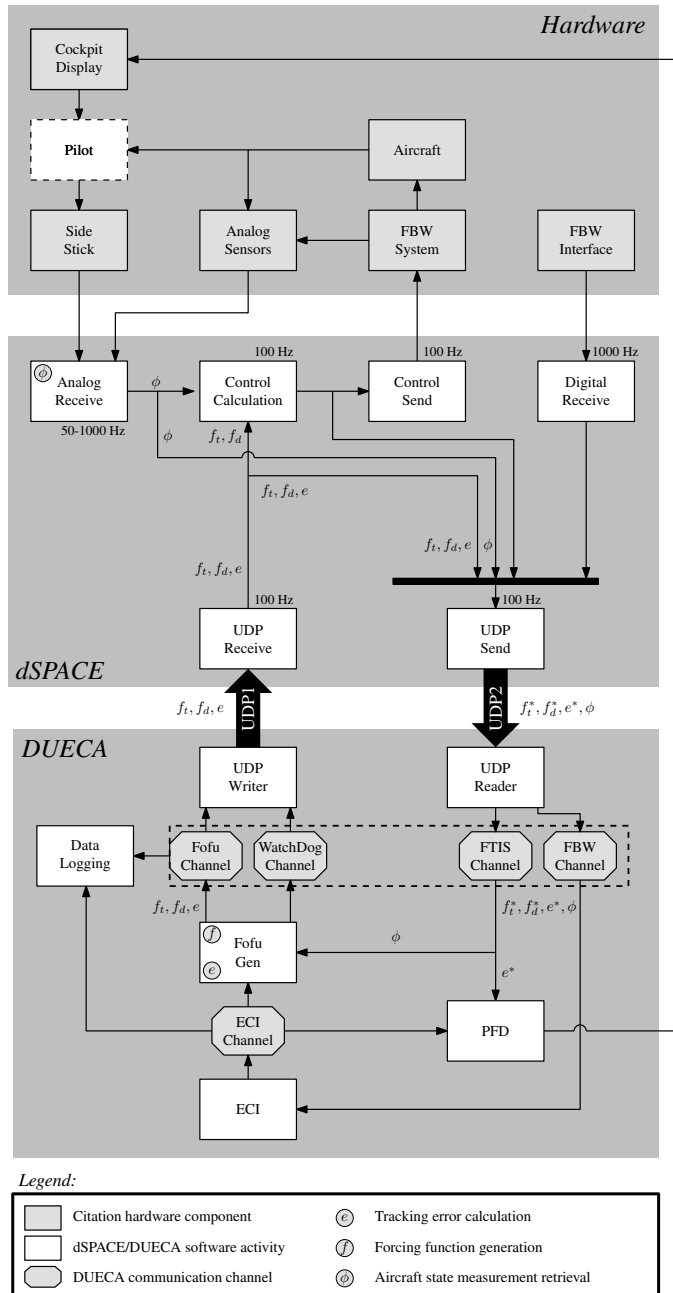 Hardware
Cockpit
Display
Pilot
Aircraft
Side
Stick
Analog
Sensors
FBW
System
FBW
Interface
100 Hz
100 Hz
1000 Hz
ϕ
Analog
Receive
ϕ
Control
Calculation
Control
Send
Digital
Receive
50-1000 Hz
ϕ
f_t, f_d
f_t, f_d, e
f_t, f_d, e
ϕ
f_t, f_d, e
100 Hz
100 Hz
UDP
Receive
UDP
Send
dSPACE
f_t, f_d, e
UDP1
UDP2
f_t^*, f_d^*, e^*, ϕ
DUECA
UDP
Writer
UDP
Reader
Data
Logging
Fofu
Channel
WatchDog
Channel
FTIS
Channel
FBW
Channel
f_t, f_d, e
f_t^*, f_d^*, e^*, ϕ
f
Fofu
Gen
e
ϕ
e^*
ECI
Channel
PFD
ECI
Legend:
Citation hardware component
e Tracking error calculation
dSPACE/DUECA software activity
f Forcing function generation
DUECA communication channel
ϕ Aircraft state measurement retrieval